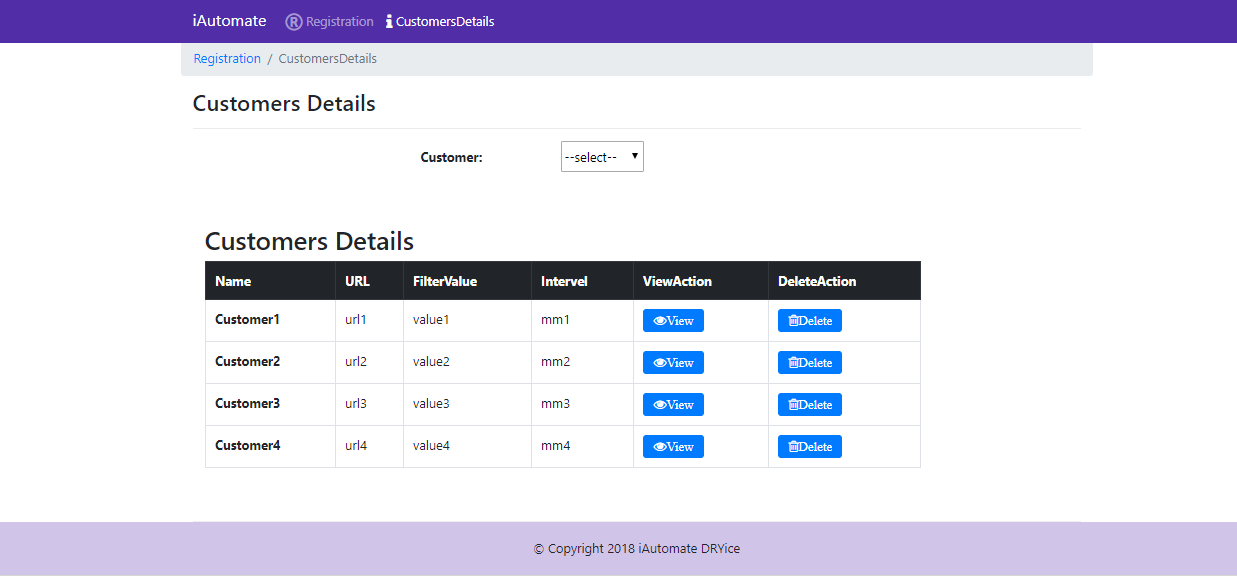 iAutomate ® Registration CustomersDetails
Registration / CustomersDetails
Customers Details
Customer: --select--
Customers Details
Name URL FilterValue Intervel ViewAction DeleteAction
Customer1 url1 value1 mm1 View Delete
Customer2 url2 value2 mm2 View Delete
Customer3 url3 value3 mm3 View Delete
Customer4 url4 value4 mm4 View Delete
© Copyright 2018 iAutomate DRYice